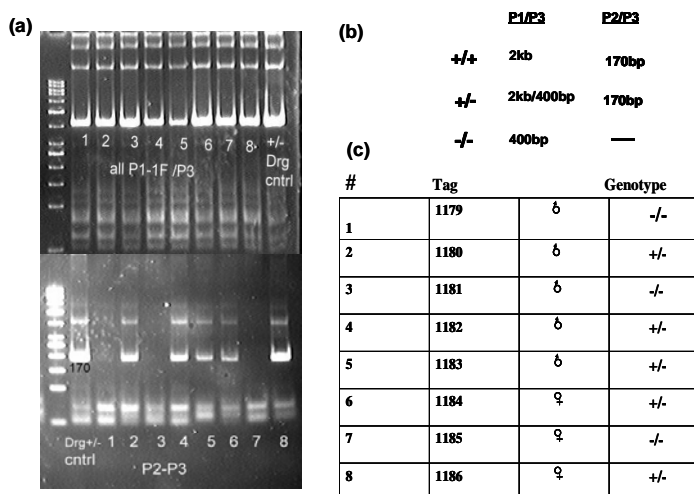 (a)
1 2 3 4 5 6 7 8 +/-
Drg
cntrl
all P1-1F /P3
170
Drg+/- 1 2 3 4 5 6 7 8
cntrl
P2-P3
(b)
P1/P3 P2/P3
+/+ 2kb 170bp
+/- 2kb/400bp 170bp
-/- 400bp —
(c)
# Tag Genotype
1 1179 ♂ -/-
2 1180 ♂ +/-
3 1181 ♂ -/-
4 1182 ♂ +/-
5 1183 ♂ +/-
6 1184 ♀ +/-
7 1185 ♀ -/-
8 1186 ♀ +/-